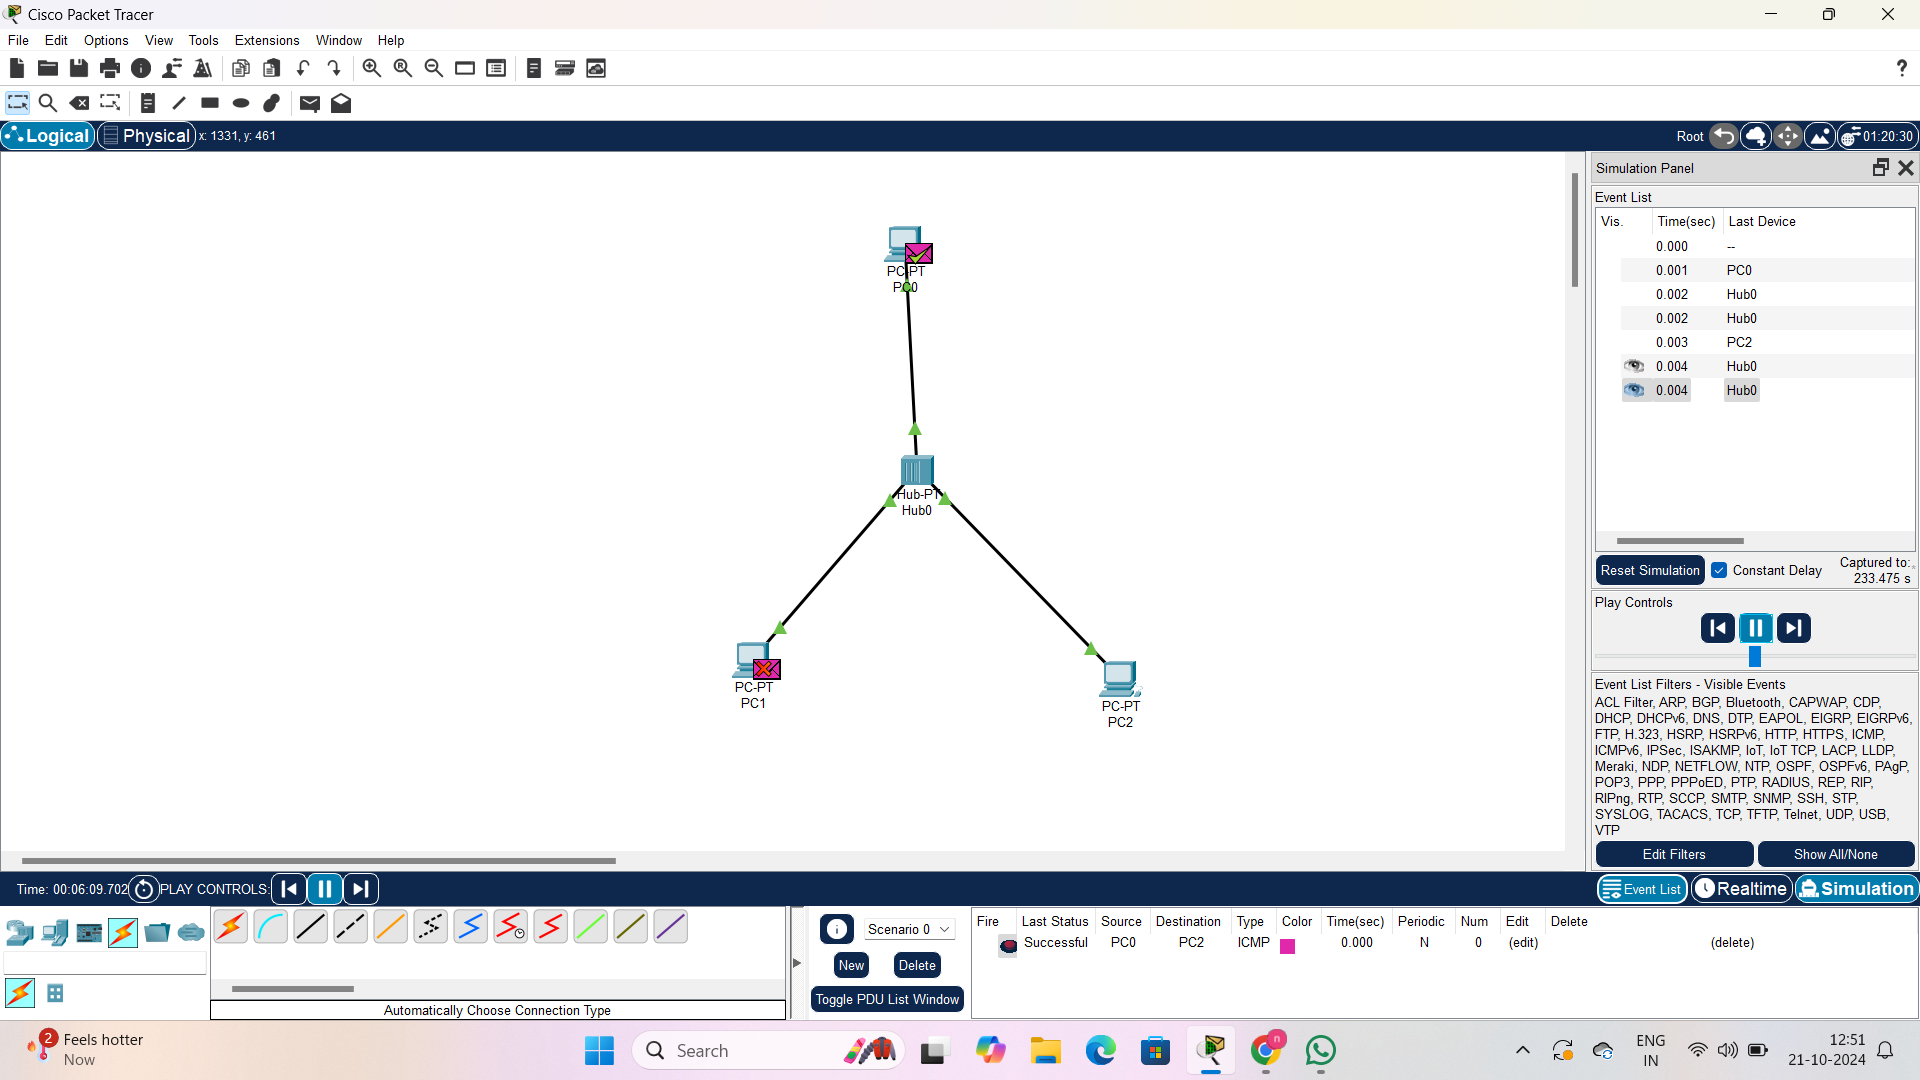 Cisco Packet Tracer
File Edit Options View Tools Extensions Window Help
?
Logical Physical x: 1331, y: 461 Root 01:20:30
Simulation Panel
Event List
Vis. Time(sec) Last Device
0.000 --
0.001 PC0
0.002 Hub0
0.002 Hub0
0.003 PC2
0.004 Hub0
0.004 Hub0
Reset Simulation Constant Delay Captured to:
233.475 s
Play Controls
Event List Filters - Visible Events
ACL Filter, ARP, BGP, Bluetooth, CAPWAP, CDP,
DHCP, DHCPv6, DNS, DTP, EAPOL, EIGRP, EIGRPv6,
FTP, H.323, HSRP, HSRPv6, HTTP, HTTPS, ICMP,
ICMPv6, IPSec, ISAKMP, IoT, IoT TCP, LACP, LLDP,
Meraki, NDP, NETFLOW, NTP, OSPF, OSPFv6, PAgP,
POP3, PPP, PPPoED, PTP, RADIUS, REP, RIP,
RIPng, RTP, SCCP, SMTP, SNMP, SSH, STP,
SYSLOG, TACACS, TCP, TFTP, Telnet, UDP, USB,
VTP
Edit Filters Show All/None
PC-PT
PC0
Hub-PT
Hub0
PC-PT
PC1
PC-PT
PC2
Time: 00:06:09.702 PLAY CONTROLS: Event List Realtime Simulation
Scenario 0
New Delete
Toggle PDU List Window
Fire Last Status Source Destination Type Color Time(sec) Periodic Num Edit Delete
Successful PC0 PC2 ICMP 0.000 N 0 (edit) (delete)
Automatically Choose Connection Type
2 Feels hotter
Now
Search
n
ENG
IN
12:51
21-10-2024